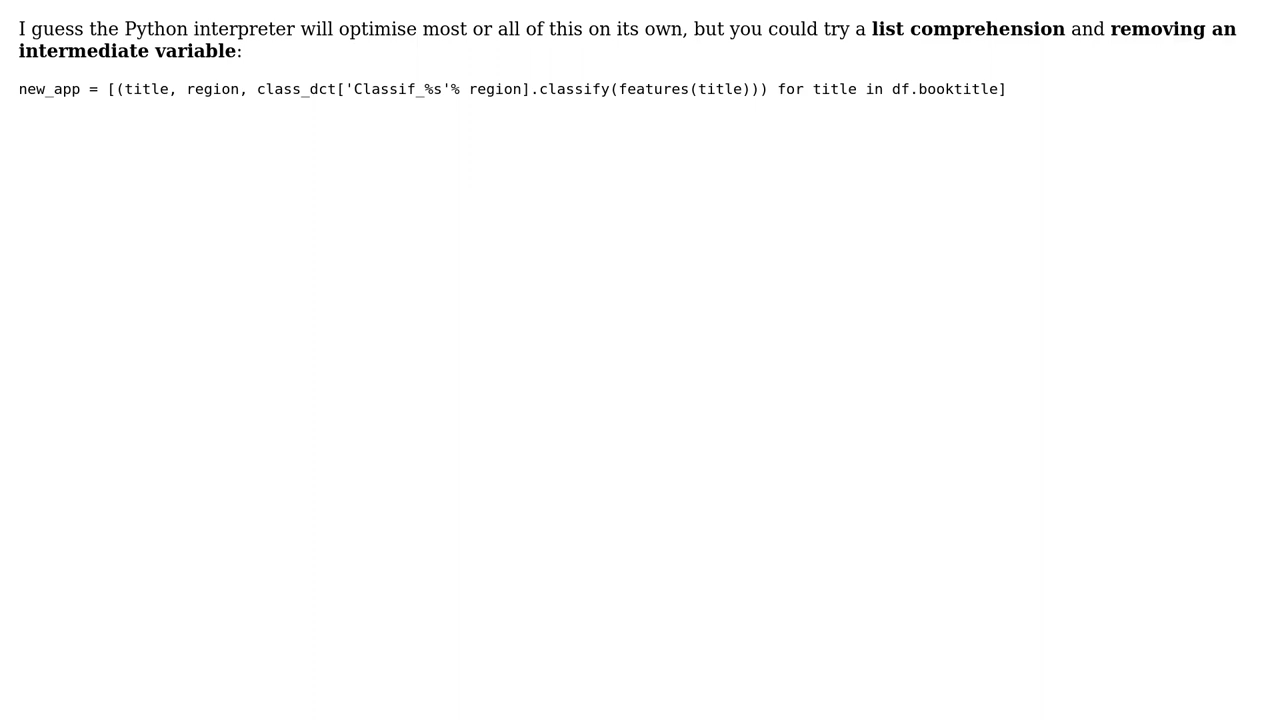 I guess the Python interpreter will optimise most or all of this on its own, but you could try a list comprehension and removing an
intermediate variable:
new_app = [(title, region, class_dct['Classif_%s'% region].classify(features(title))) for title in df.booktitle]